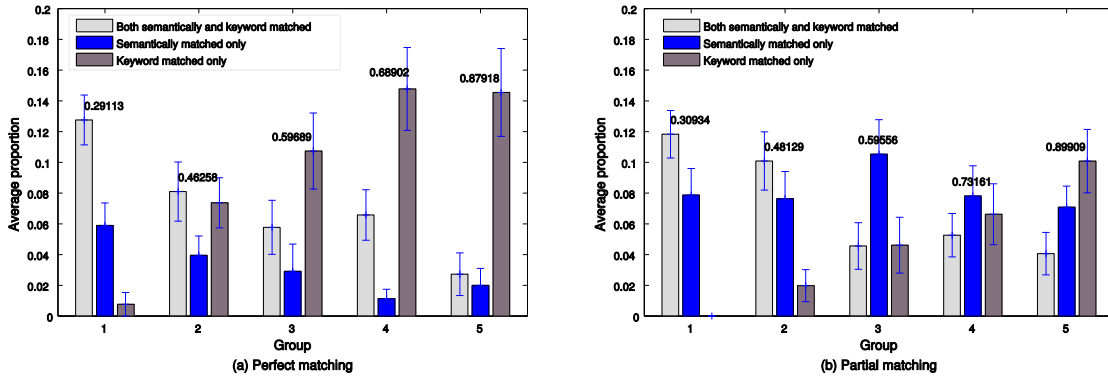 0.2
0.18
0.16
0.14
0.12
0.1
0.08
0.06
0.04
0.02
0
Average proportion
Both semantically and keyword matched
Semantically matched only
Keyword matched only
0.29113
0.46258
0.59689
0.68902
0.87918
1 2 3 4 5
Group
(a) Perfect matching
0.2
0.18
0.16
0.14
0.12
0.1
0.08
0.06
0.04
0.02
0
Average proportion
Both semantically and keyword matched
Semantically matched only
Keyword matched only
0.30934
0.48129
0.59556
0.73161
0.89909
1 2 3 4 5
Group
(b) Partial matching